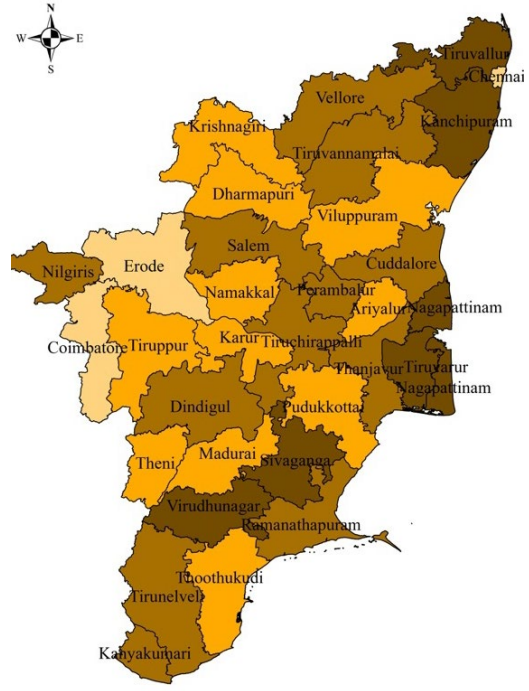 N
W E
S
Tiruvallur
Chennai
Vellore
Kanchipuram
Krishnagiri
Tiruvannamalai
Dharmapuri
Viluppuram
Salem
Cuddalore
Nilgiris
Erode
Namakkal
Perambalur
Ariyalur
Nagapattinam
Coimbatore
Tiruppur
Karur
Tiruchirappalli
Thanjavur
Tiruvarur
Nagapattinam
Dindigul
Pudukkottai
Theni
Madurai
Sivaganga
Virudhunagar
Ramanathapuram
Thoothukudi
Tirunelveli
Kanyakumari